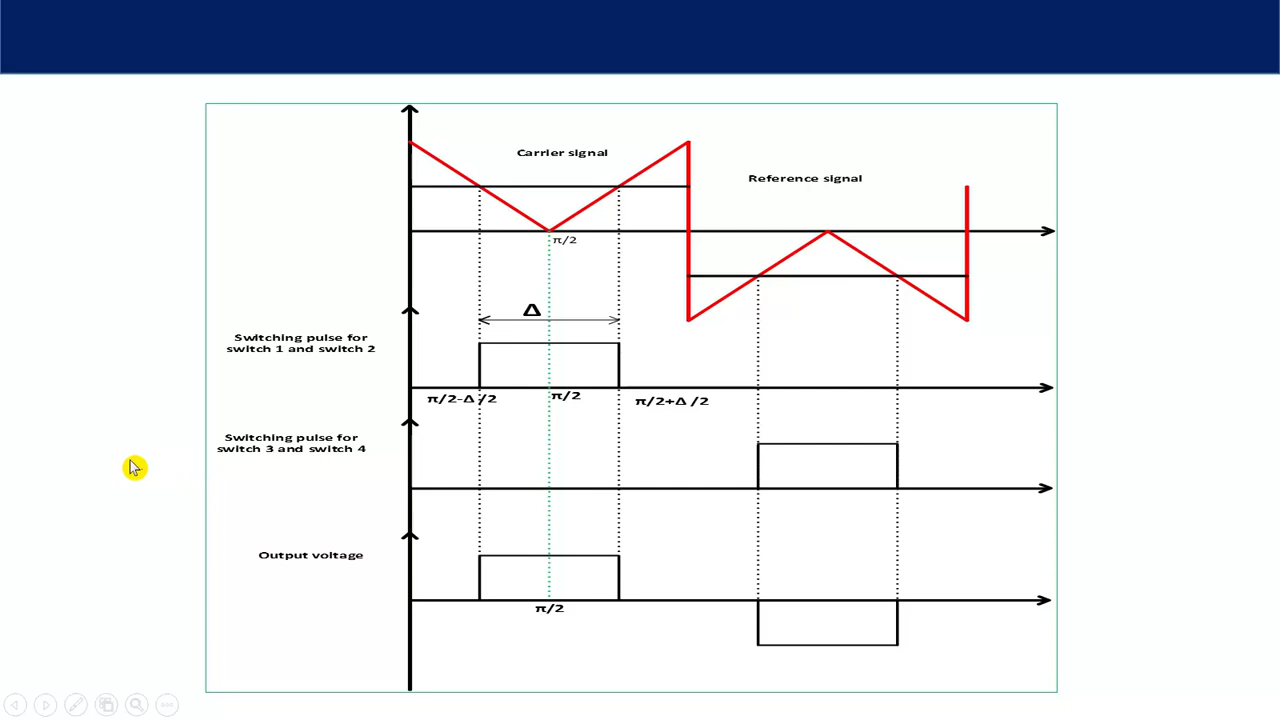 Carrier signal
Reference signal
π/2
Δ
Switching pulse for
switch 1 and switch 2
π/2-Δ /2
π/2
π/2+Δ /2
Switching pulse for
switch 3 and switch 4
Output voltage
π/2